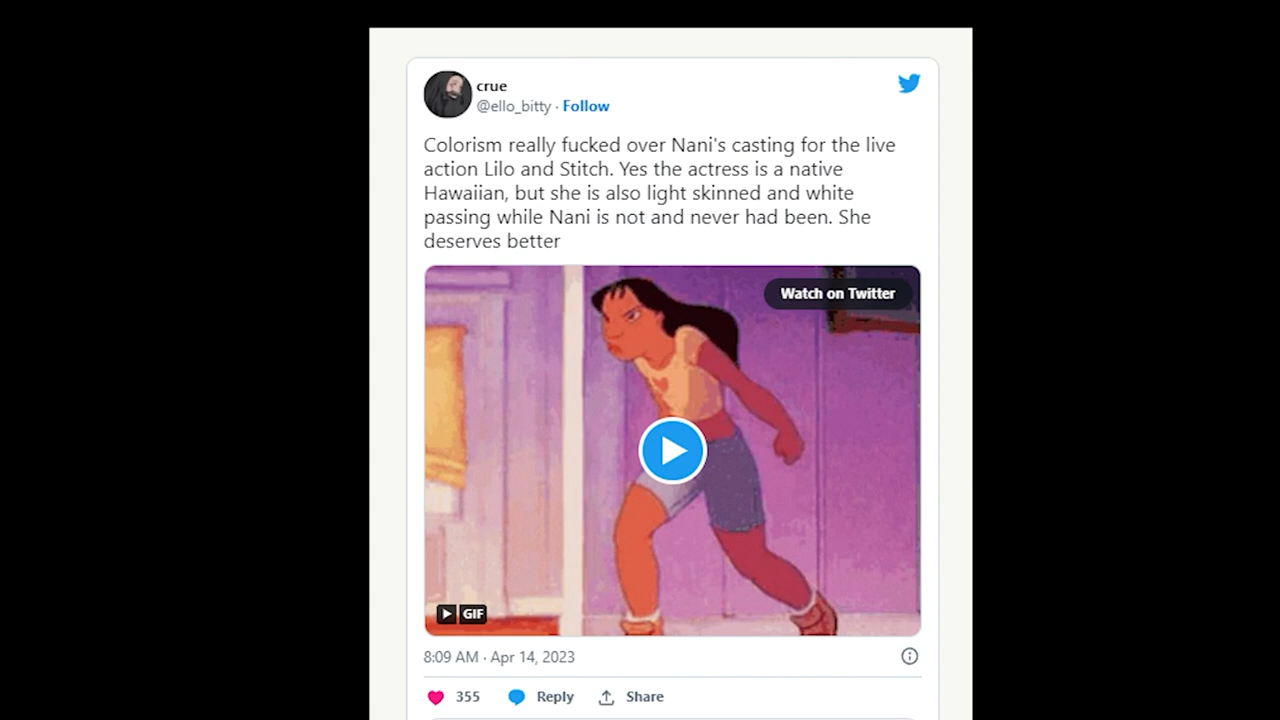 crue
@ello_bitty · Follow
Colorism really fucked over Nani's casting for the live
action Lilo and Stitch. Yes the actress is a native
Hawaiian, but she is also light skinned and white
passing while Nani is not and never had been. She
deserves better
Watch on Twitter
GIF
8:09 AM · Apr 14, 2023
355 Reply Share